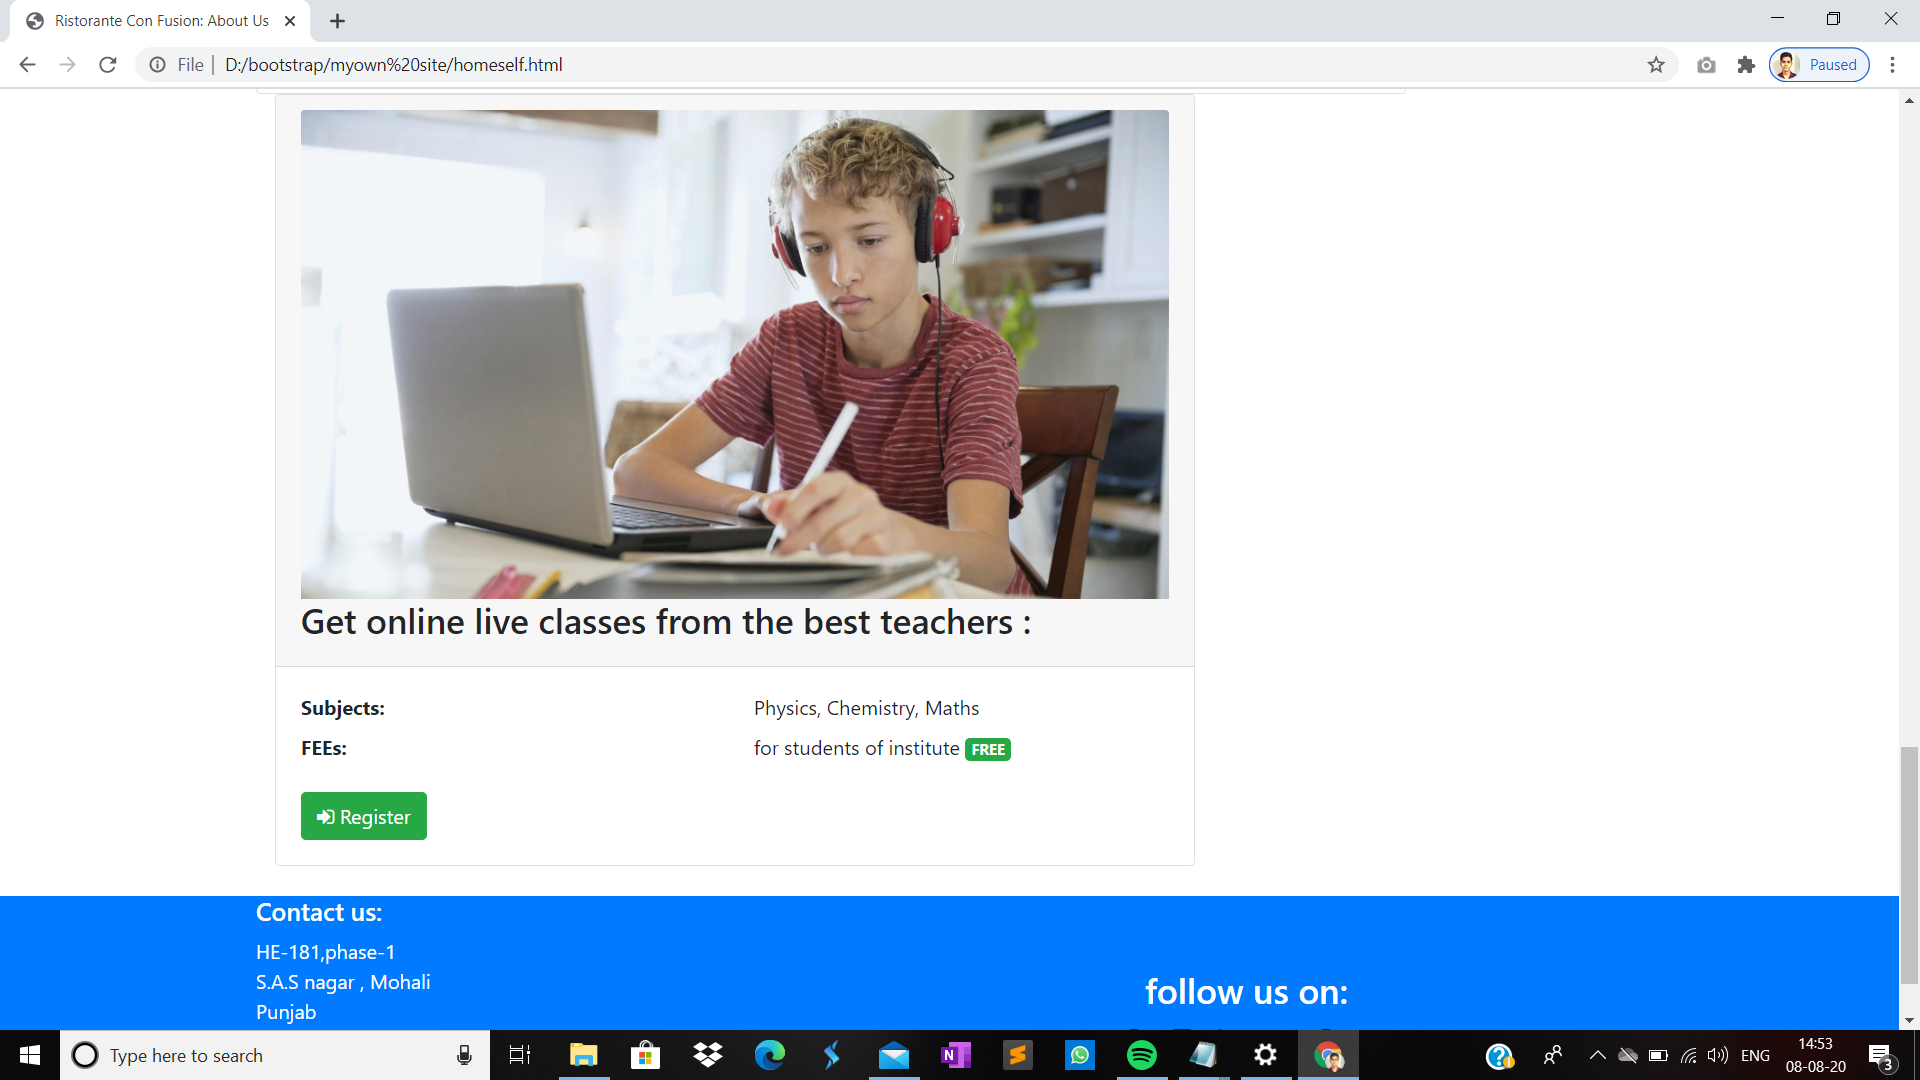 Ristorante Con Fusion: About Us
File | D:/bootstrap/myown%20site/homeself.html
Paused
Get online live classes from the best teachers :
Subjects: Physics, Chemistry, Maths
FEEs: for students of institute FREE
Register
Contact us:
HE-181,phase-1
S.A.S nagar , Mohali
Punjab
follow us on:
Type here to search
ENG
14:53
08-08-20
3